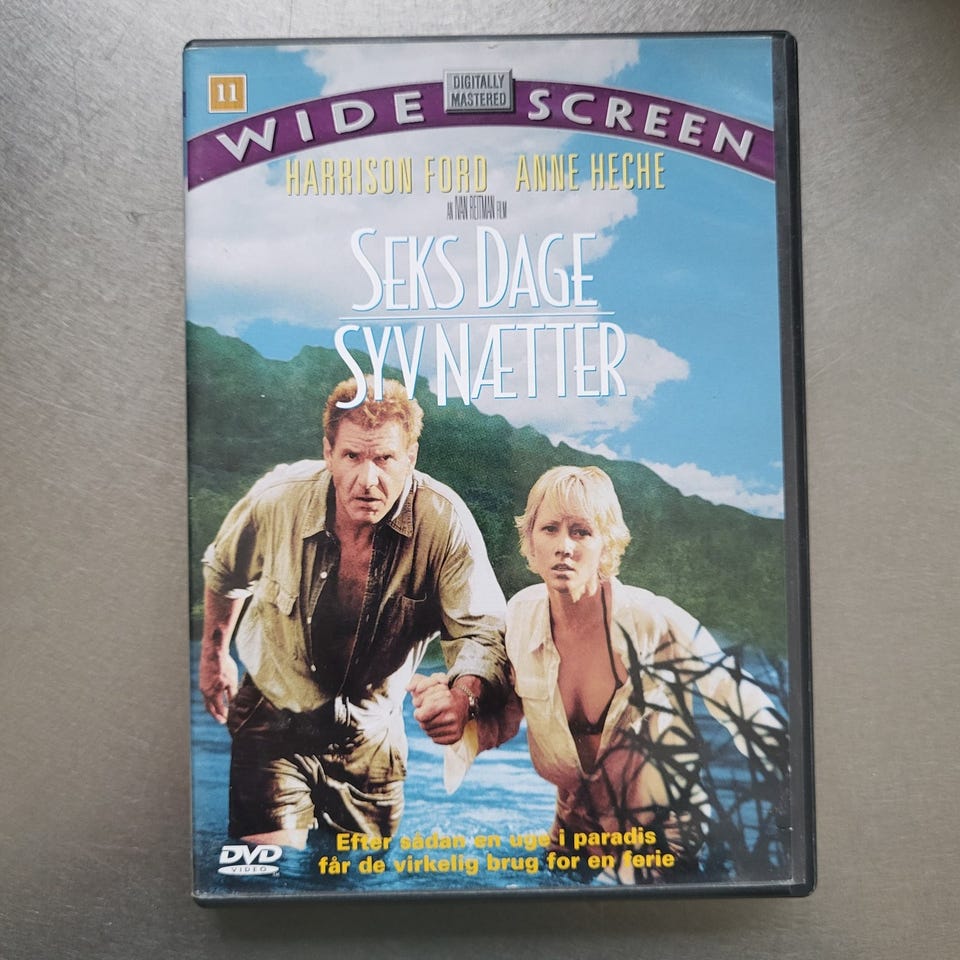 11
WIDE SCREEN
DIGITALLY
MASTERED
HARRISON FORD ANNE HECHE
AN IVAN REITMAN FILM
SEKS DAGE
SYV NÆTTER
Efter sådan en uge i paradis
får de virkelig brug for en ferie
DVD
VIDEO